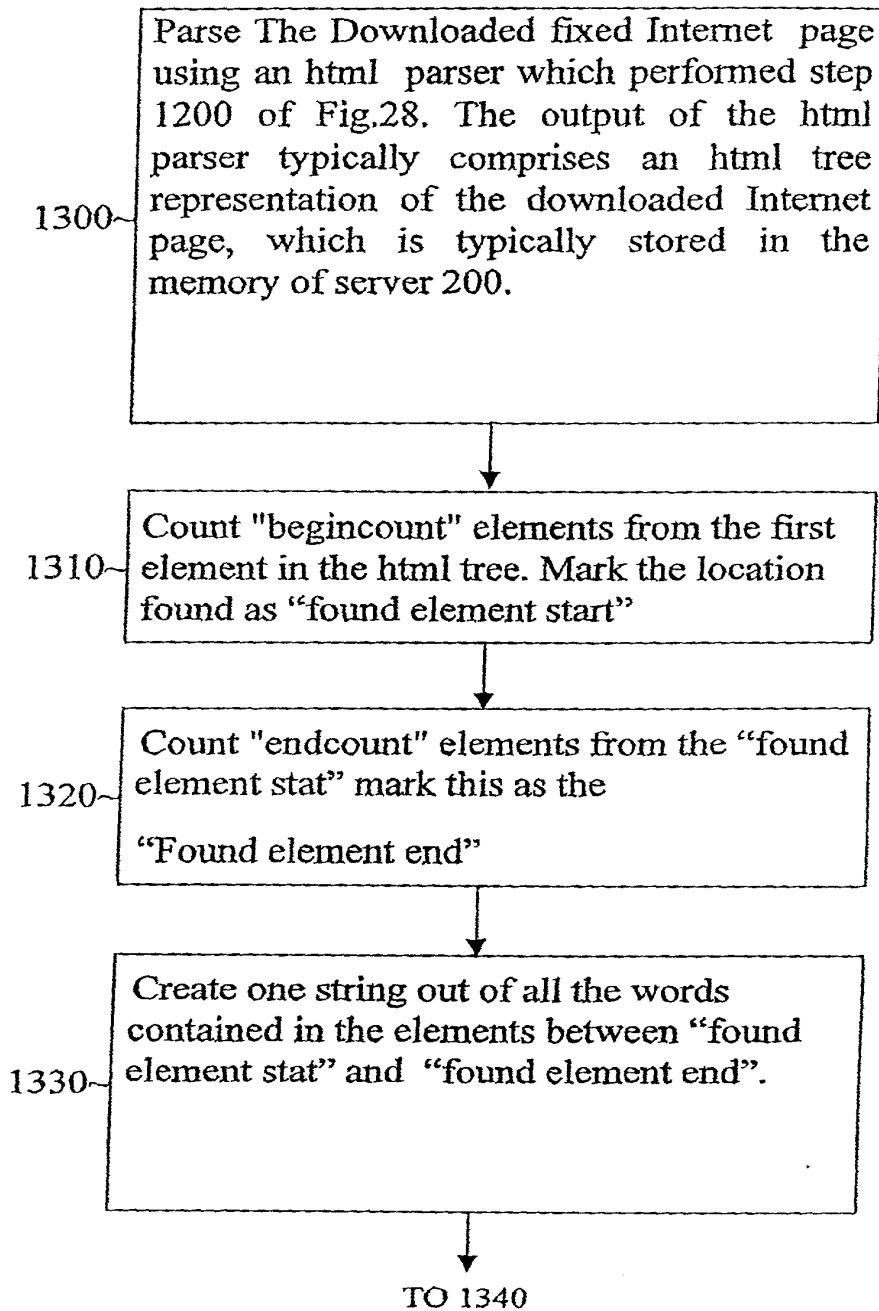 Parse The Downloaded fixed Internet page
using an html parser which performed step
1200 of Fig.28. The output of the html
parser typically comprises an html tree
representation of the downloaded Internet
page, which is typically stored in the
memory of server 200.
1300~
Count "begincount" elements from the first
element in the html tree. Mark the location
found as “found element start”
1310~
Count "endcount" elements from the “found
element stat” mark this as the
“Found element end”
1320~
Create one string out of all the words
contained in the elements between “found
element stat” and “found element end”.
1330~
TO 1340